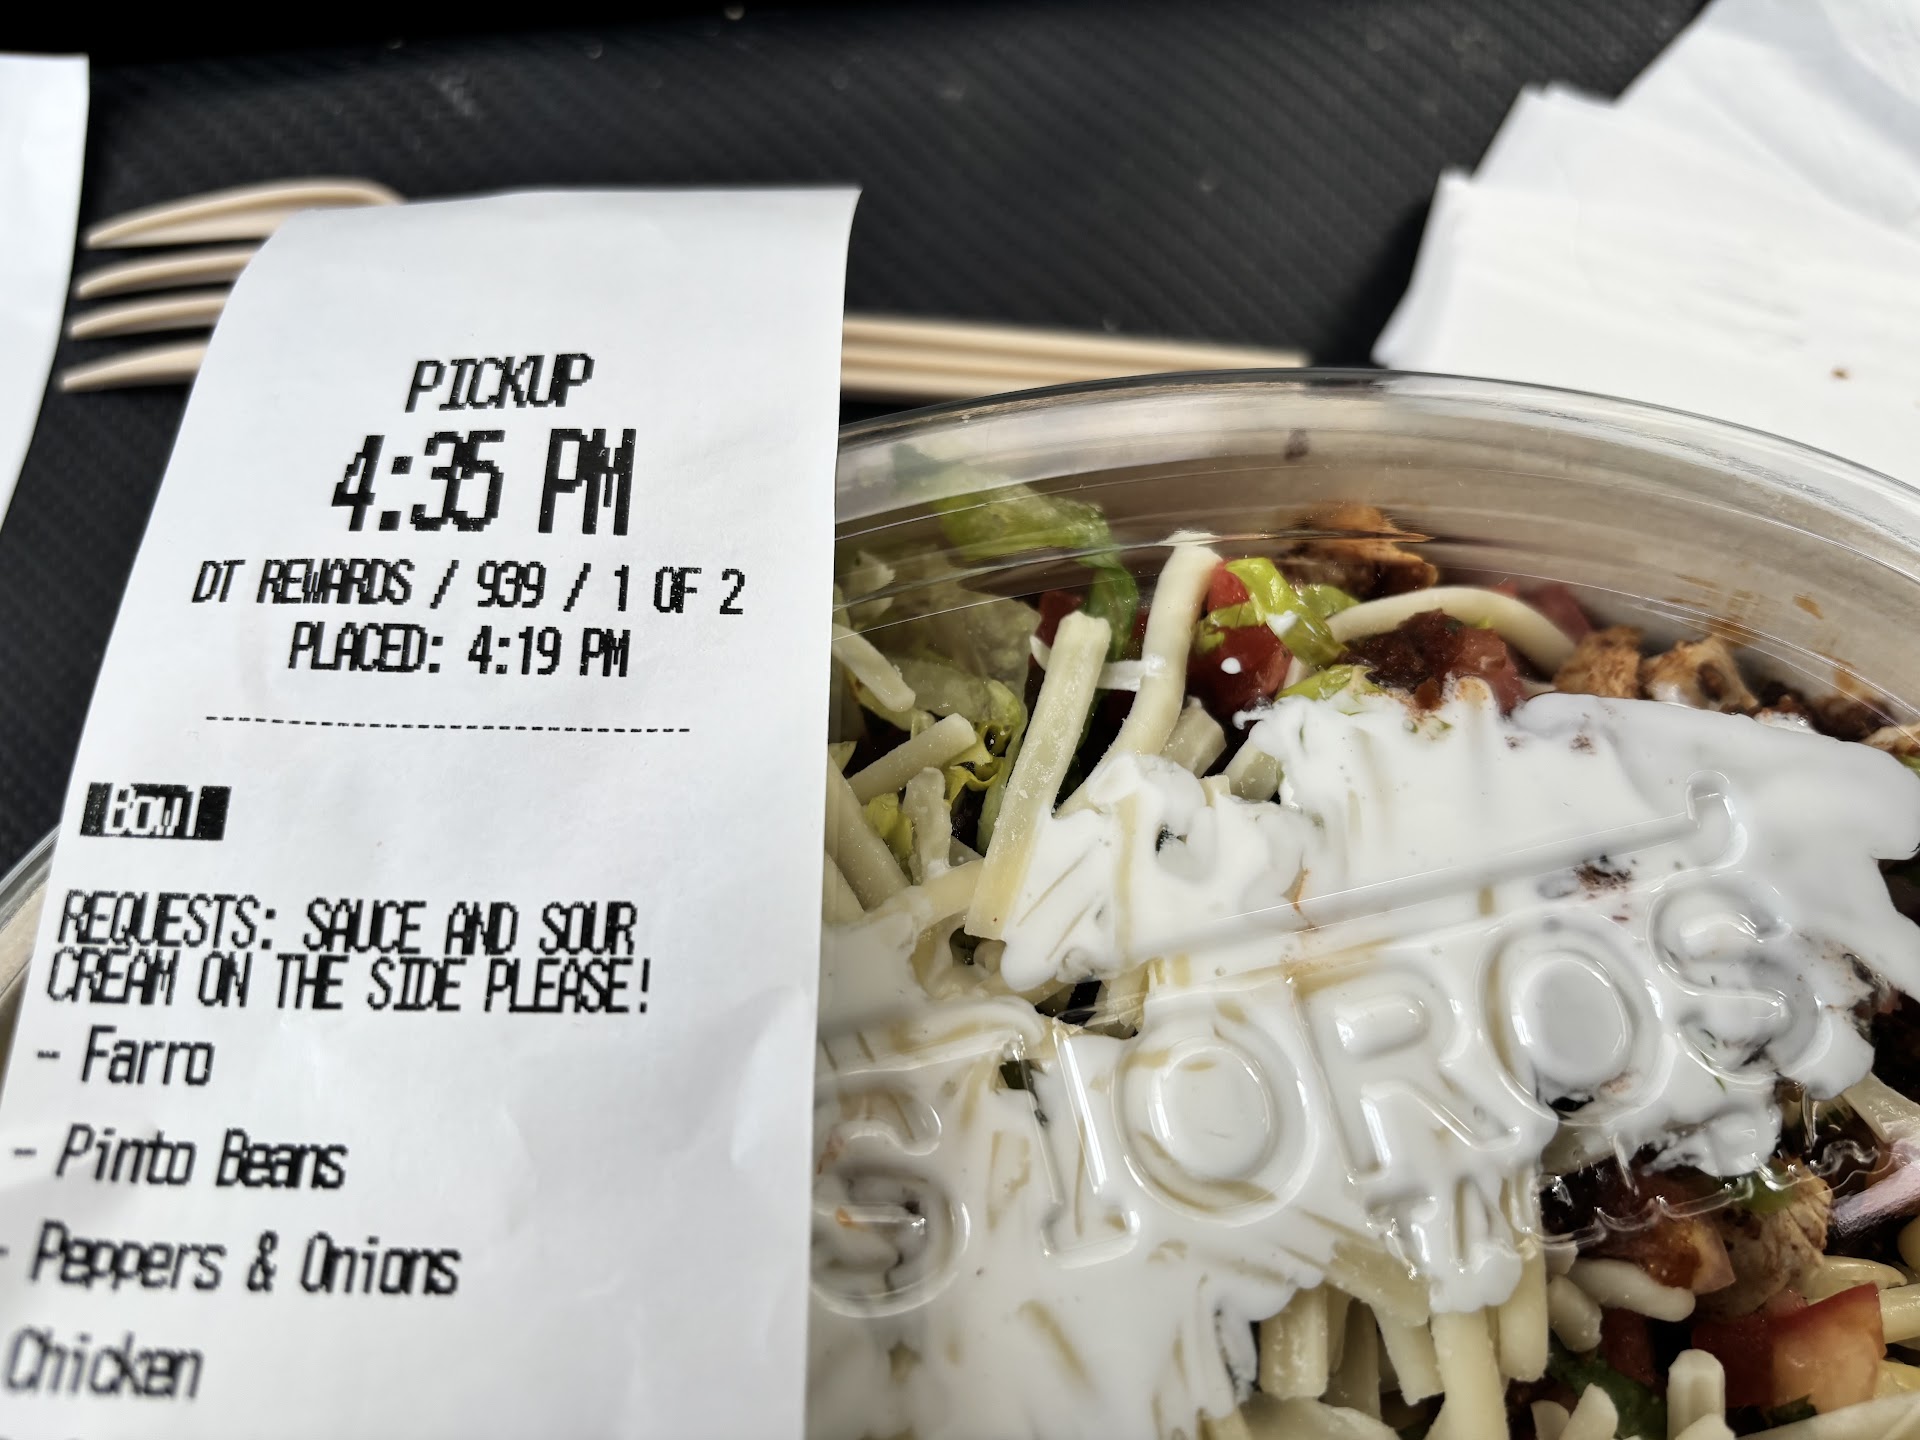 PICKUP
4:35 PM
DT REWARDS / 939 / 1 OF 2
PLACED: 4:19 PM
Bowl
REQUESTS: SAUCE AND SOUR
CREAM ON THE SIDE PLEASE!
- Farro
- Pinto Beans
- Peppers & Onions
Chicken